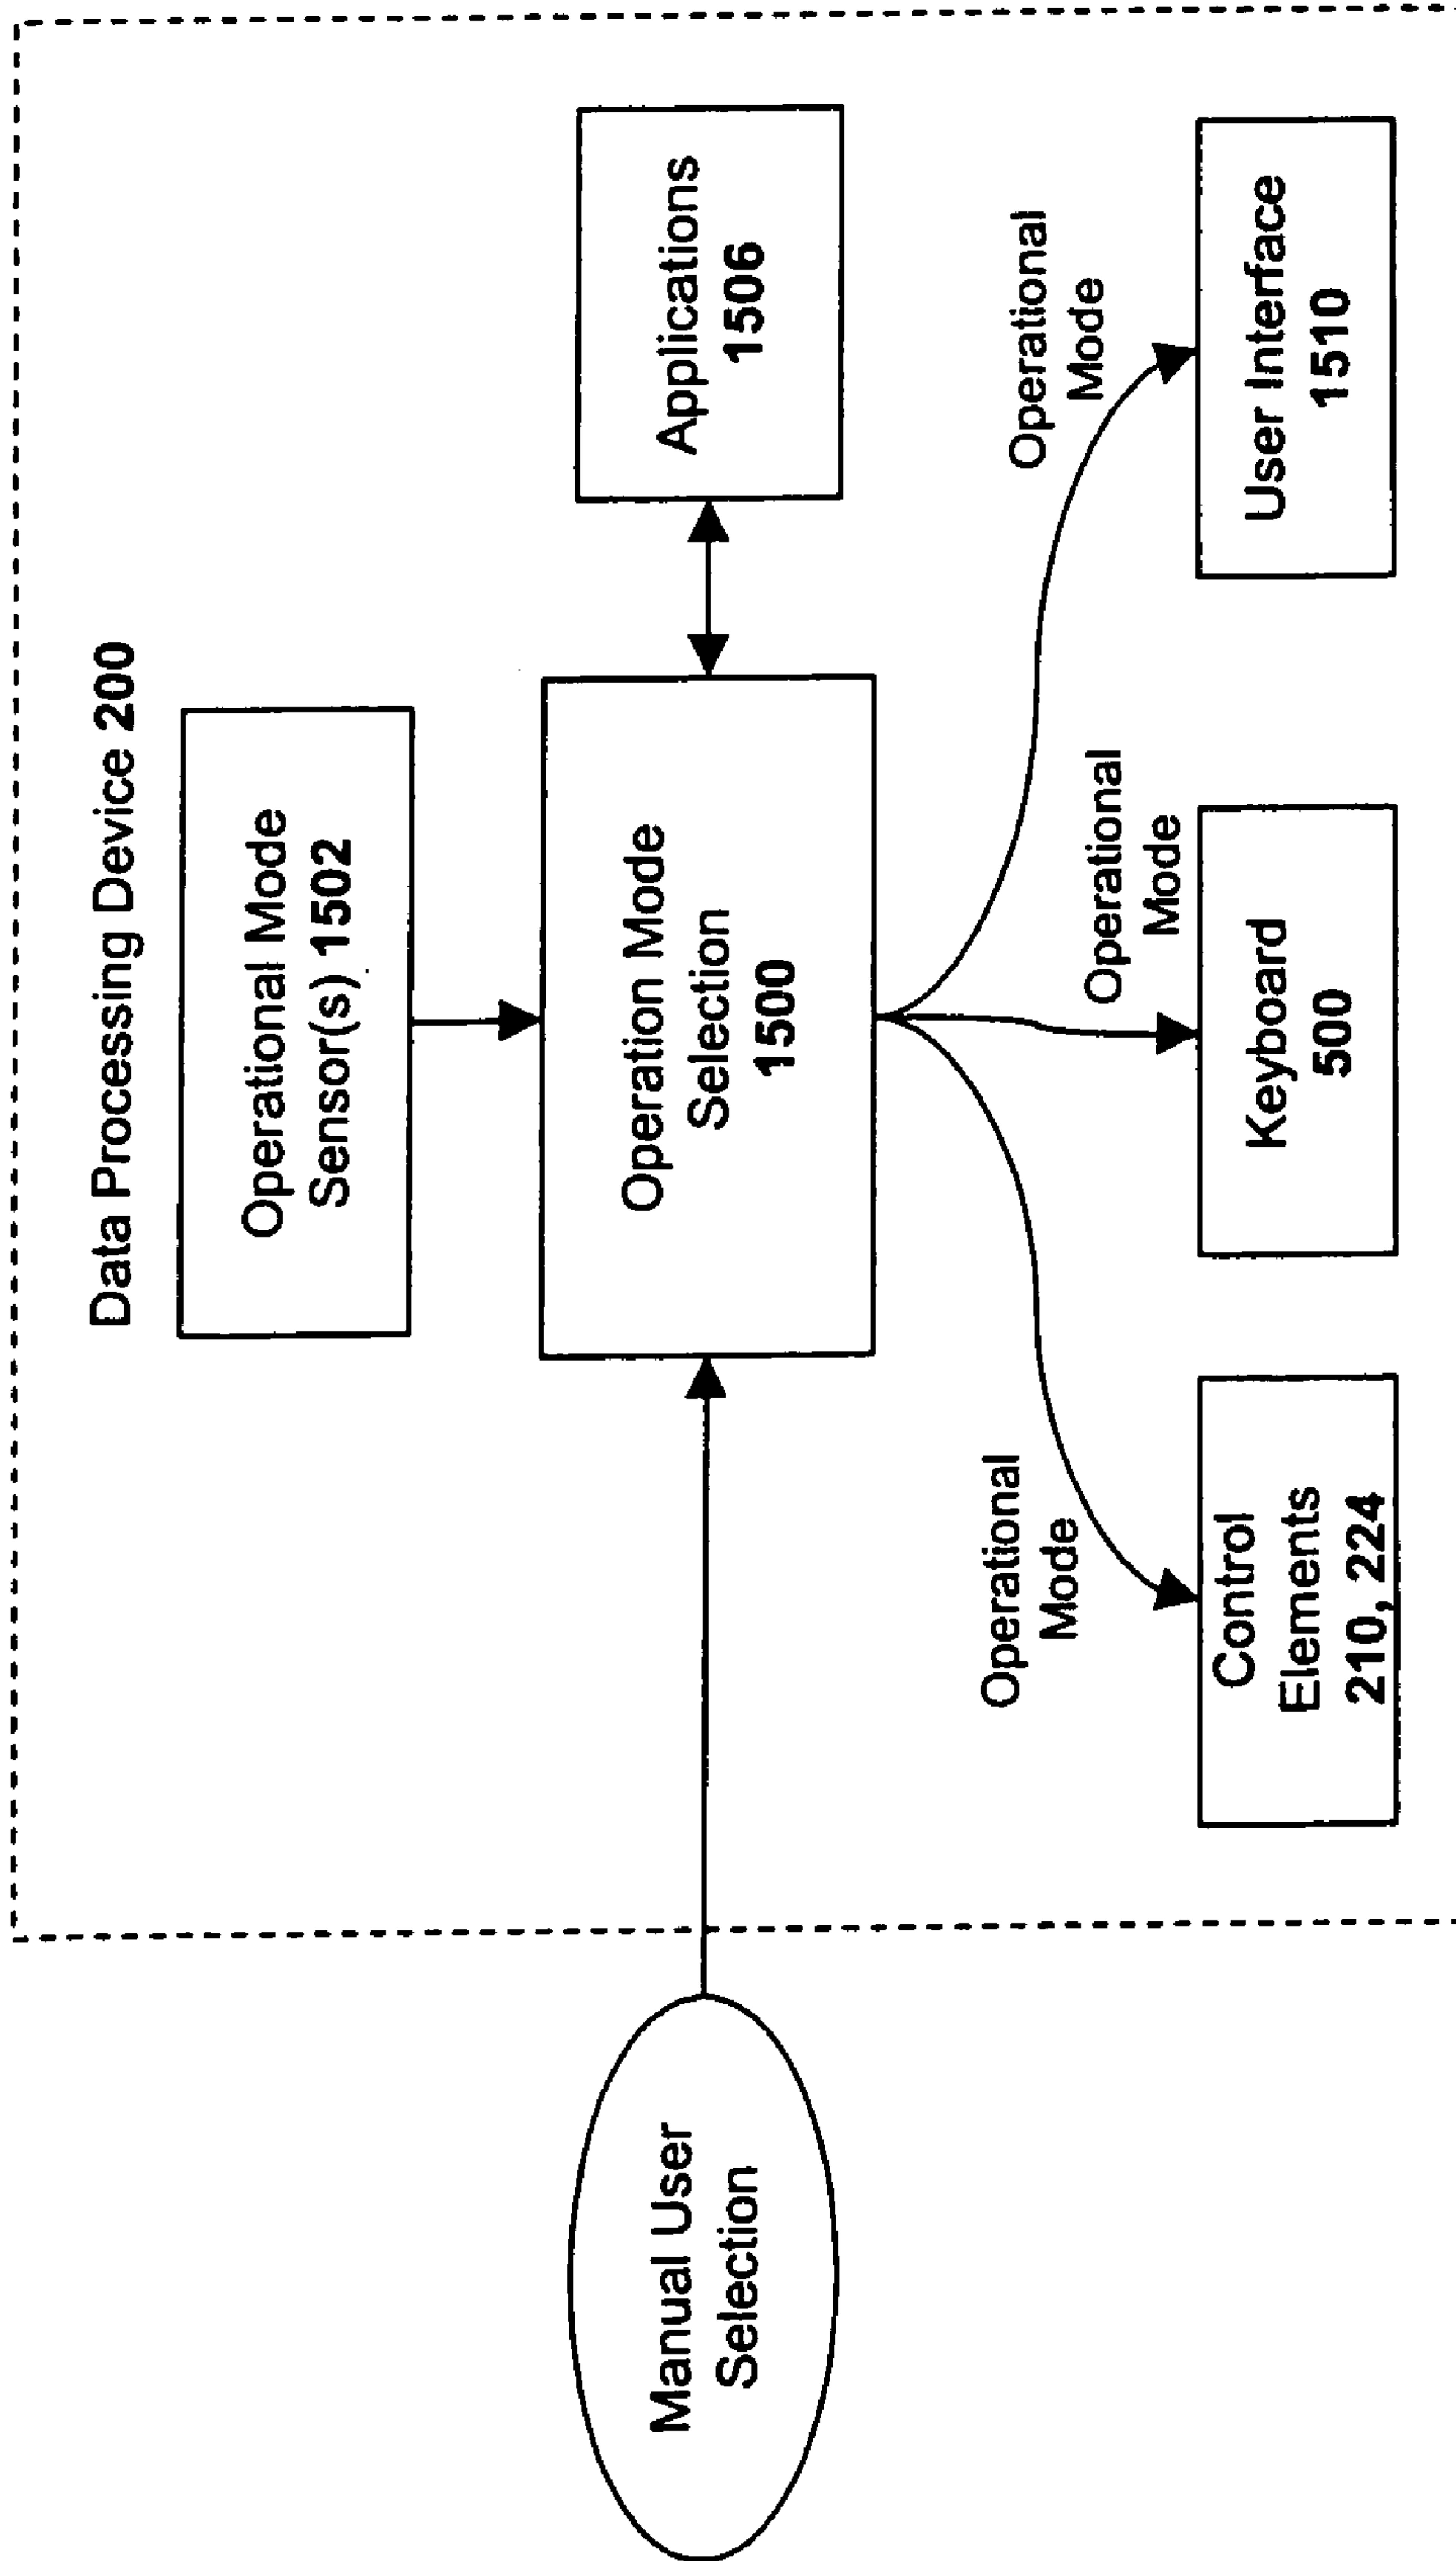 Data Processing Device 200
Operational Mode
Sensor(s) 1502
Manual User
Selection
Operation Mode
Selection
1500
Applications
1506
Operational
Mode
Operational
Mode
Operational
Mode
Control
Elements
210, 224
Keyboard
500
User Interface
1510